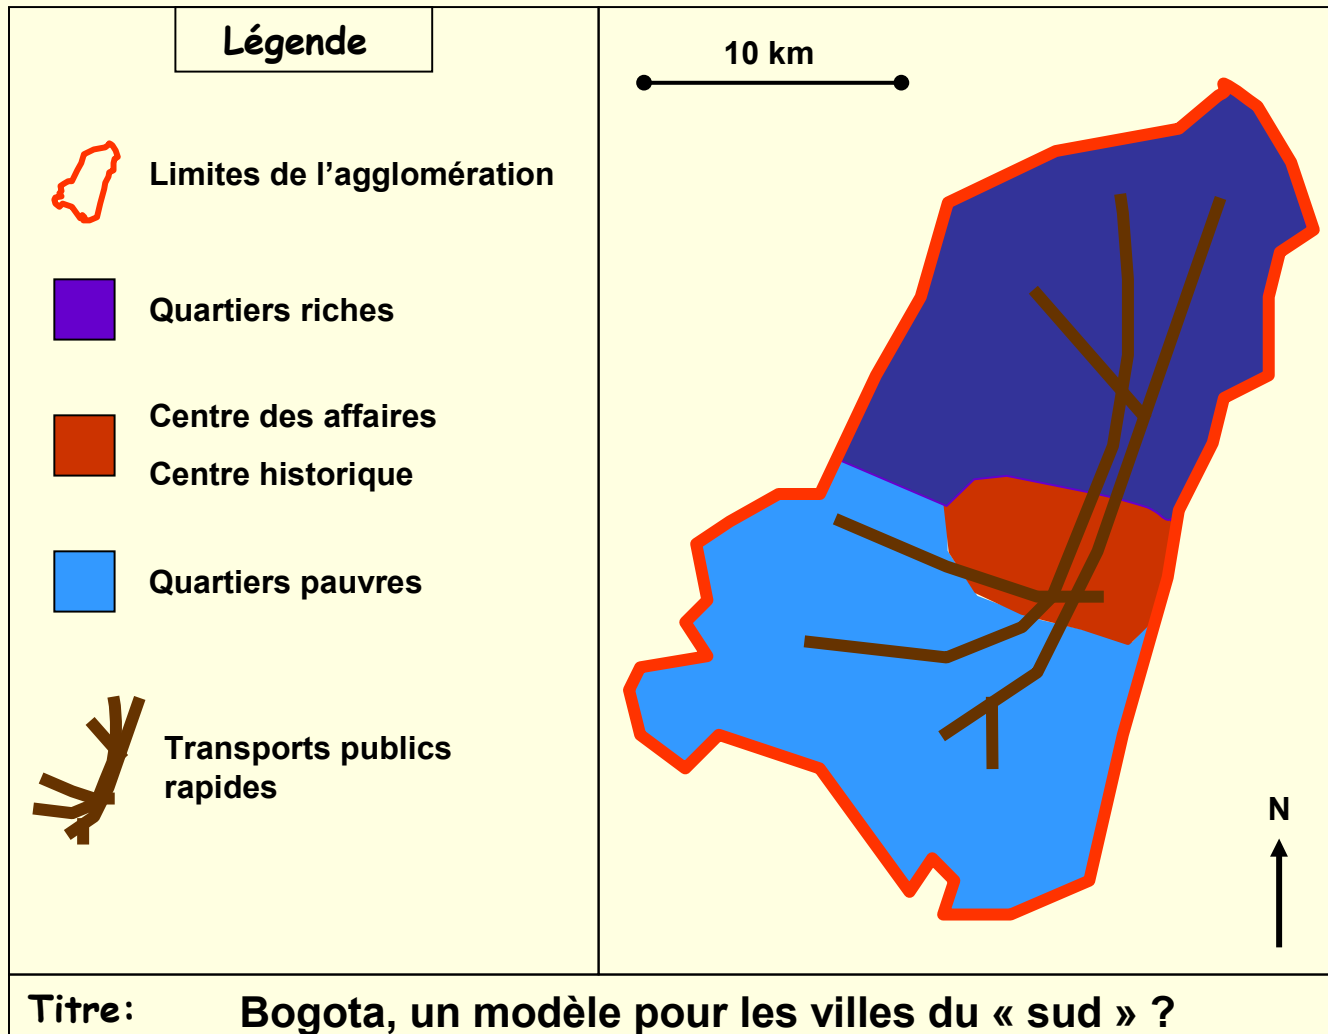 Légende
Limites de l’agglomération
Quartiers riches
Centre des affaires
Centre historique
Quartiers pauvres
Transports publics
rapides
10 km
N
Titre: Bogota, un modèle pour les villes du « sud » ?